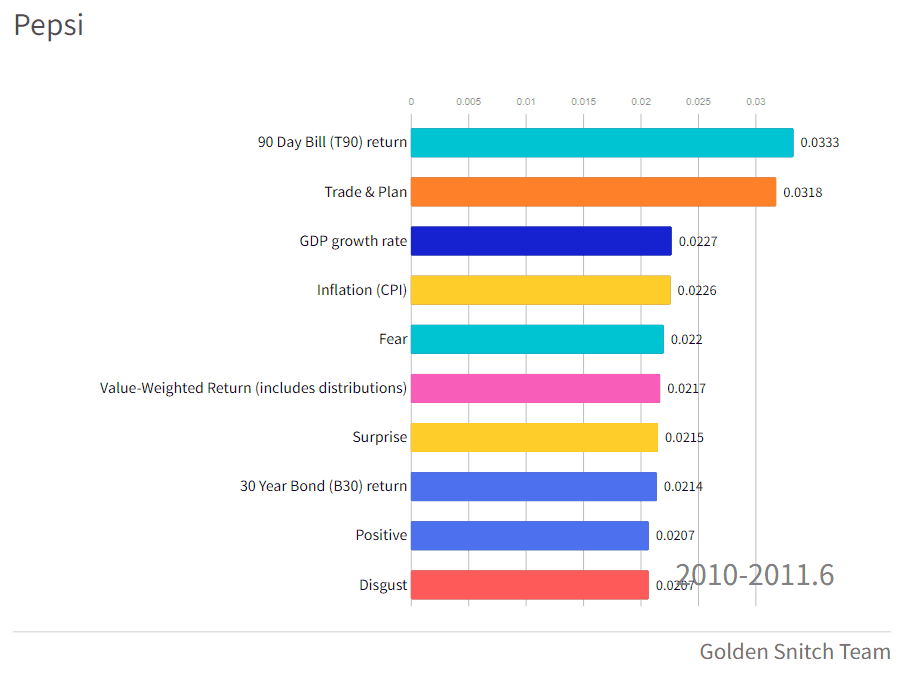 Pepsi
0 0.005 0.01 0.015 0.02 0.025 0.03
90 Day Bill (T90) return 0.0333
Trade & Plan 0.0318
GDP growth rate 0.0227
Inflation (CPI) 0.0226
Fear 0.022
Value-Weighted Return (includes distributions) 0.0217
Surprise 0.0215
30 Year Bond (B30) return 0.0214
Positive 0.0207
Disgust 0.0207
2010-2011.6
Golden Snitch Team